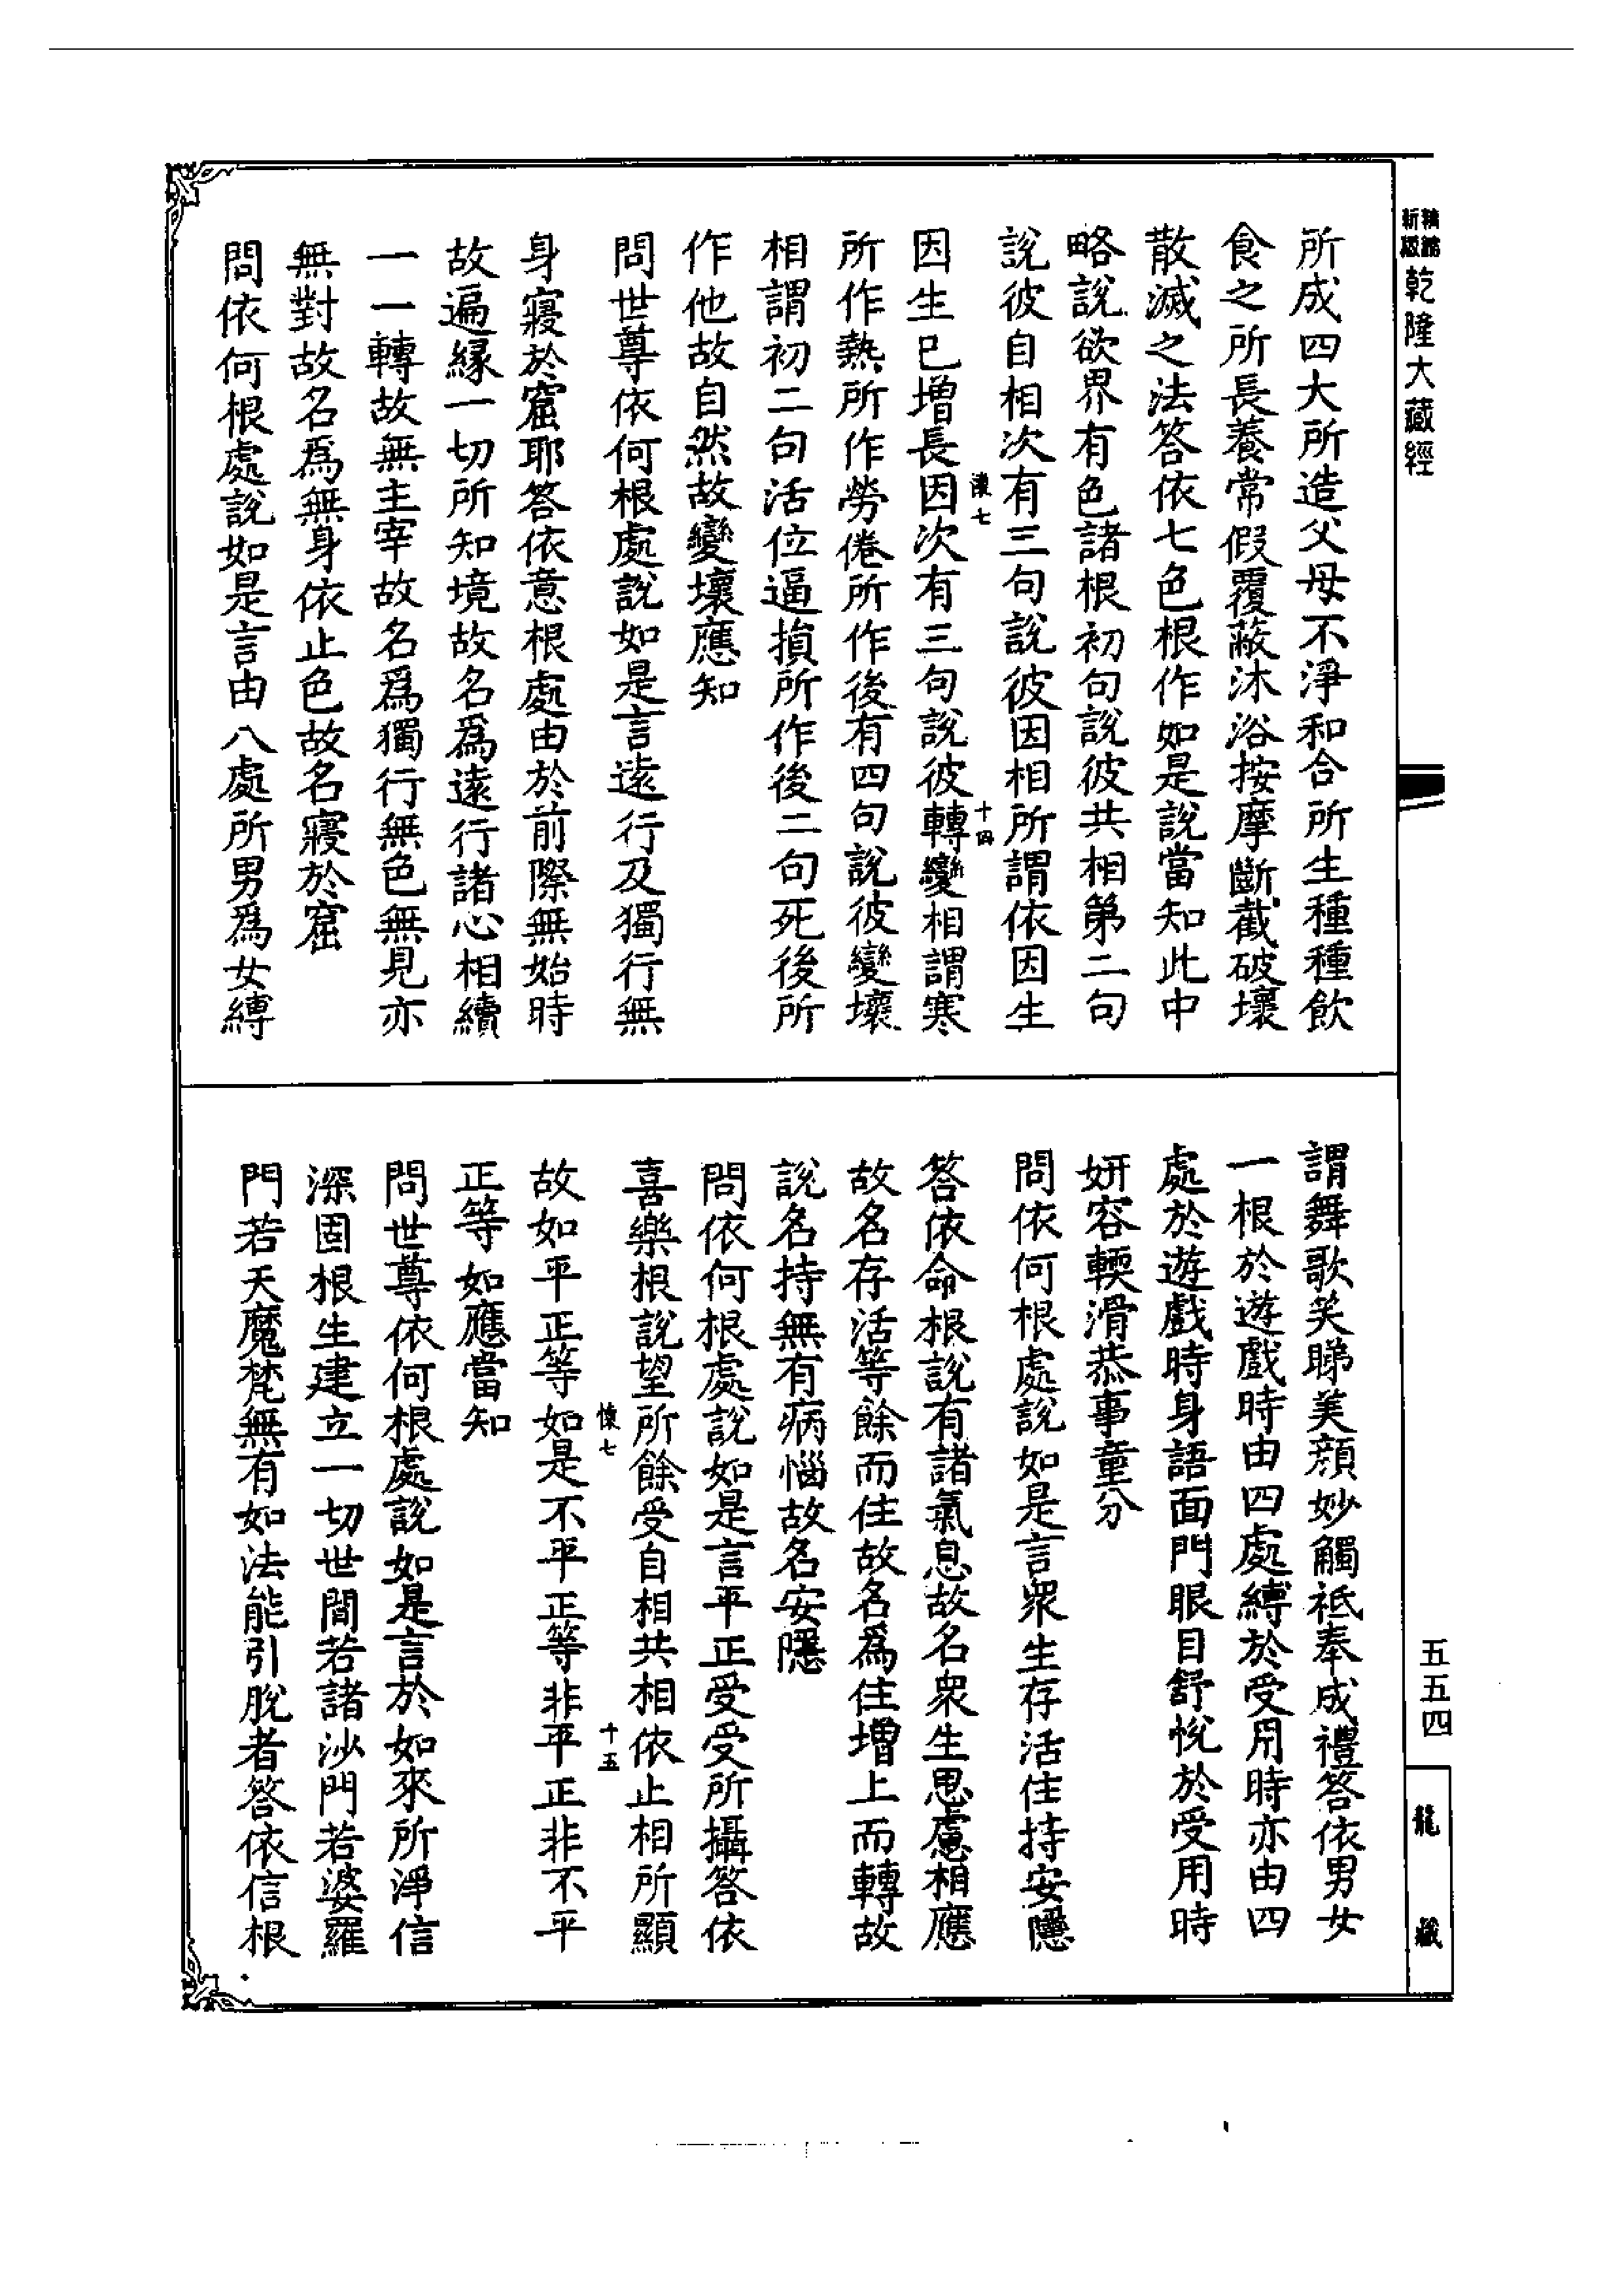 新編縮版乾隆大藏經
所成四大所造父母不淨和合所生種種飲
食之所長養常假覆蔽沐浴按摩斷截破壞
散滅之法答依七色根作如是說當知此中
略說欲界有色諸根初句說彼共相第二句
說彼自相次有三句說彼因相所謂依因生
懷七
十四
因生已增長因次有三句說彼轉變相謂寒
所作熱所作勞倦所作後有四句說彼變壞
相謂初二句活位逼損所作後二句死後所
作他故自然故變壞應知
問世尊依何根處說如是言遠行及獨行無
身寢於窟耶答依意根處由於前際無始時
故遍緣一切所知境故名爲遠行諸心相續
一一轉故無主宰故名爲獨行無色無見亦
無對故名爲無身依止色故名寢於窟
問依何根處說如是言由八處所男爲女縛
謂舞歌笑睇美顏妙觸祗奉成禮答依男女
一根於遊戲時由四處縛於受用時亦由四
處於遊戲時身語面門眼目舒悅於受用時
妍容輭滑恭事童分
問依何根處說如是言衆生存活住持安隱
答依命根說有諸氣息故名衆生思慮相應
故名存活等餘而住故名爲住增上而轉故
說名持無有病惱故名安隱
問依何根處說如是言平正受受所攝答依
喜樂根說望所餘受自相共相依止相所顯
懷七
十五
故如平正等如是不平正等非平正非不平
正等如應當知
問世尊依何根處說如是言於如來所淨信
深固根生建立一切世間若諸沙門若婆羅
門若天魔梵無有如法能引脫者答依信根
五五四
龍藏